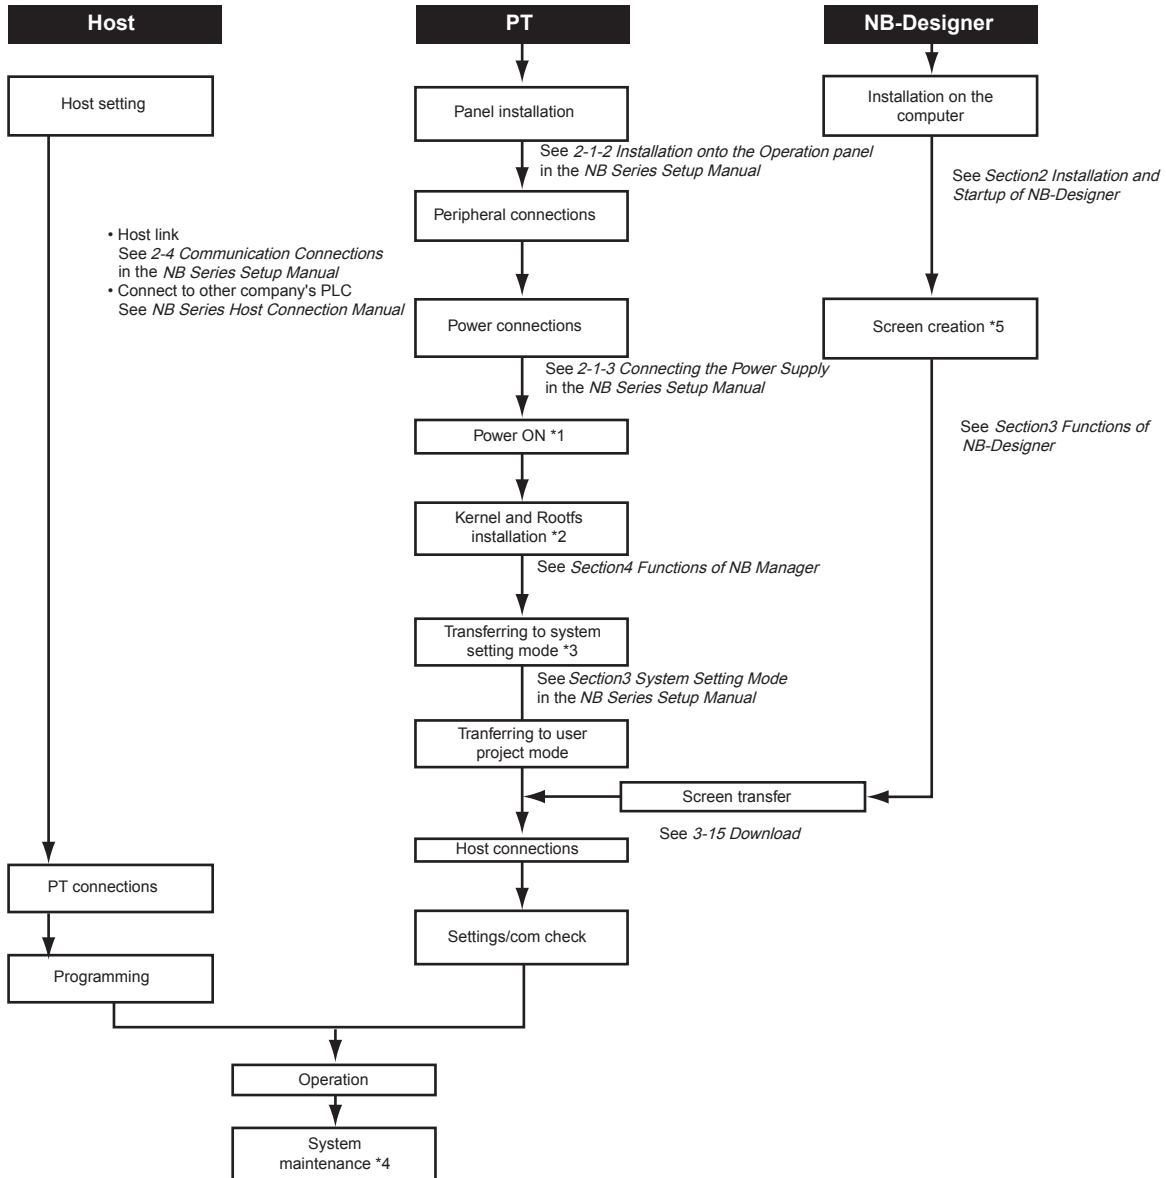 Host
PT
NB-Designer
Host setting
Panel installation
Installation on the
computer
See 2-1-2 Installation onto the Operation panel
in the NB Series Setup Manual
See Section2 Installation and
Startup of NB-Designer
Peripheral connections
• Host link
See 2-4 Communication Connections
in the NB Series Setup Manual
• Connect to other company's PLC
See NB Series Host Connection Manual
Power connections
Screen creation *5
See 2-1-3 Connecting the Power Supply
in the NB Series Setup Manual
Power ON *1
See Section3 Functions of
NB-Designer
Kernel and Rootfs
installation *2
See Section4 Functions of NB Manager
Transferring to system
setting mode *3
See Section3 System Setting Mode
in the NB Series Setup Manual
Tranferring to user
project mode
Screen transfer
See 3-15 Download
Host connections
PT connections
Settings/com check
Programming
Operation
System
maintenance *4